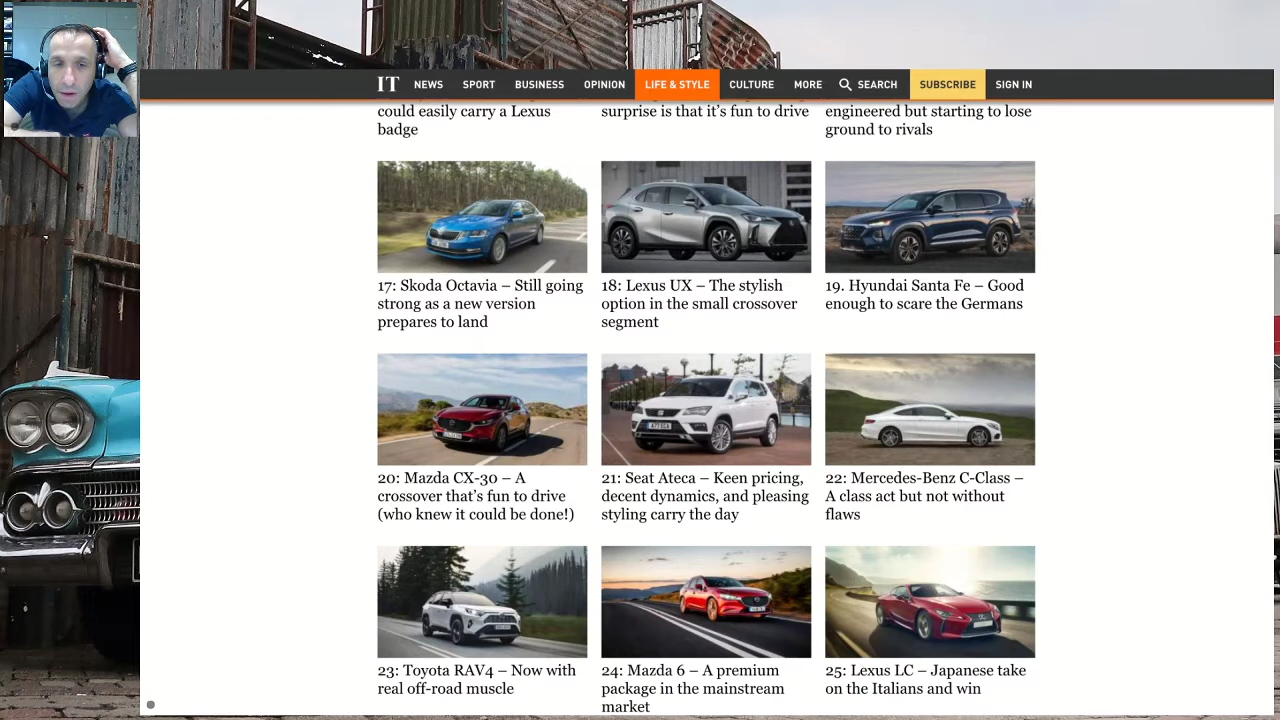 IT NEWS SPORT BUSINESS OPINION LIFE & STYLE CULTURE MORE SEARCH SUBSCRIBE SIGN IN
could easily carry a Lexus
badge
surprise is that it's fun to drive
engineered but starting to lose
ground to rivals
17: Skoda Octavia – Still going
strong as a new version
prepares to land
18: Lexus UX – The stylish
option in the small crossover
segment
19. Hyundai Santa Fe – Good
enough to scare the Germans
20: Mazda CX-30 – A
crossover that's fun to drive
(who knew it could be done!)
21: Seat Ateca – Keen pricing,
decent dynamics, and pleasing
styling carry the day
22: Mercedes-Benz C-Class –
A class act but not without
flaws
23: Toyota RAV4 – Now with
real off-road muscle
24: Mazda 6 – A premium
package in the mainstream
market
25: Lexus LC – Japanese take
on the Italians and win